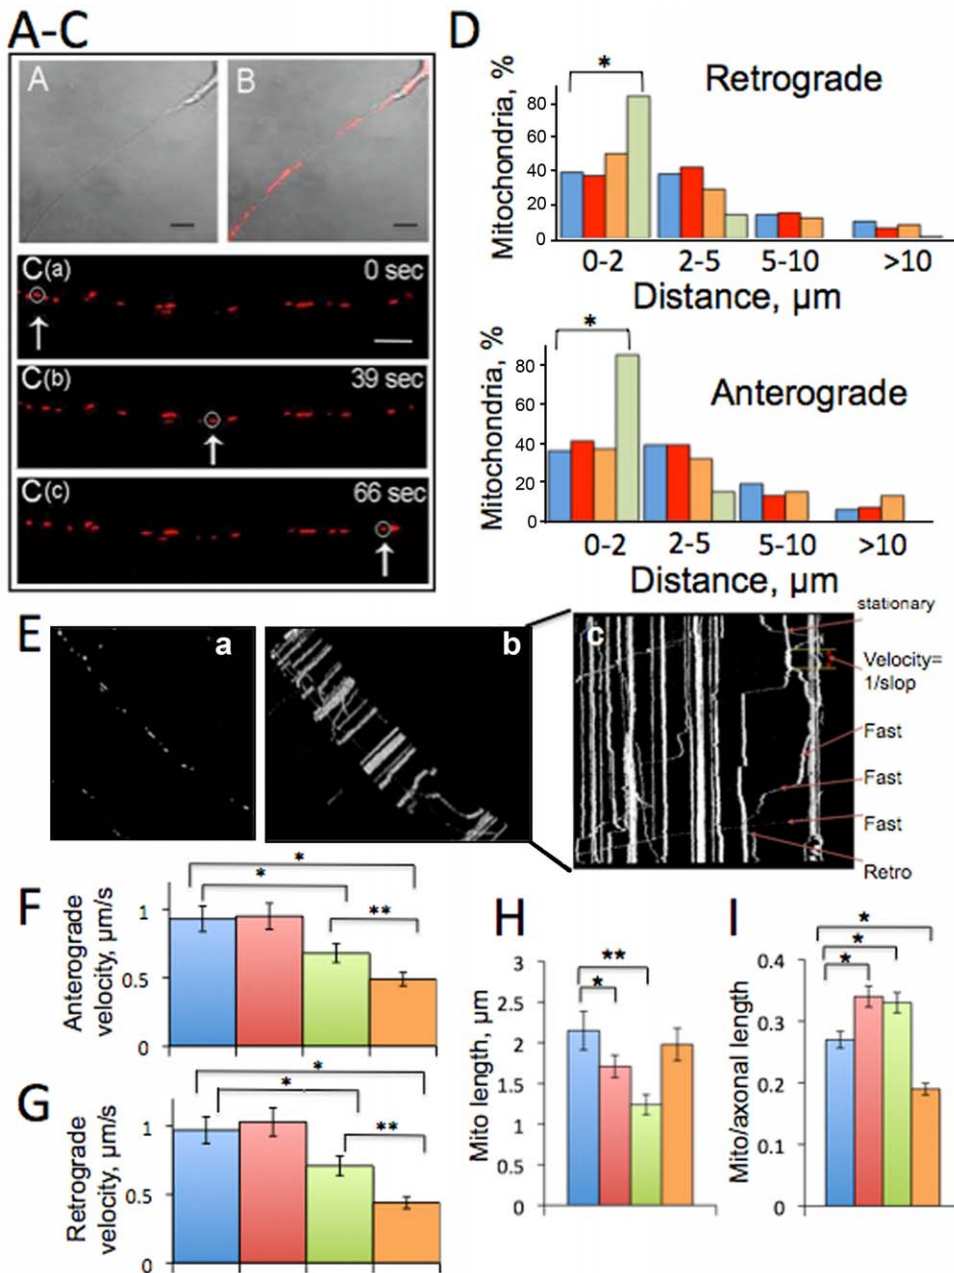 A-C
A
B
C(a)
0 sec
C(b)
39 sec
C(c)
66 sec
D
Retrograde
*
Mitochondria, %
80
60
40
20
0
0-2 2-5 5-10 >10
Distance, µm
Anterograde
*
Mitochondria, %
80
60
40
20
0
0-2 2-5 5-10 >10
Distance, µm
E
a
b
c
stationary
Velocity=
1/slop
Fast
Fast
Fast
Retro
F
Anterograde
velocity, µm/s
1
0.5
0
*
*
**
G
Retrograde
velocity, µm/s
1
0.5
0
*
*
**
H
Mito length, µm
3
2.5
2
1.5
1
0.5
0
**
*
I
Mito/axonal length
0.4
0.3
0.2
0.1
0
*
*
*